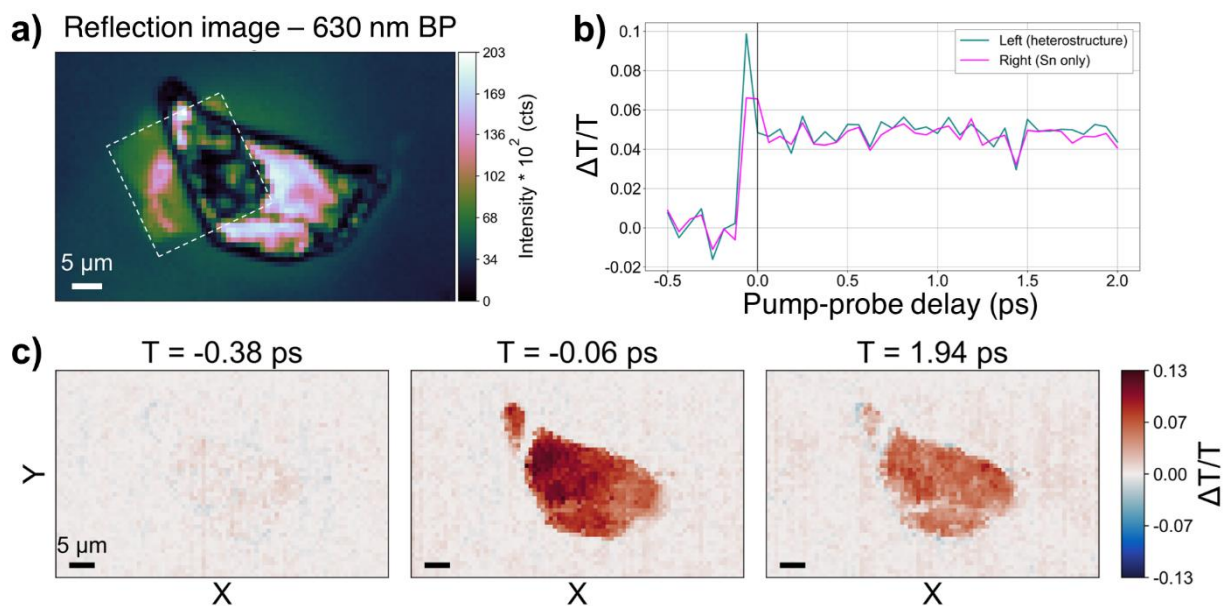 a) Reflection image – 630 nm BP
203
169
136
102
68
34
0
Intensity * 10² (cts)
5 μm
b)
0.1
0.08
0.06
0.04
0.02
0.0
-0.02
ΔT/T
Left (heterostructure)
Right (Sn only)
-0.5
0.0
0.5
1.0
1.5
2.0
Pump-probe delay (ps)
c)
T = -0.38 ps
T = -0.06 ps
T = 1.94 ps
Y
5 μm
X
X
X
0.13
0.07
0.00
-0.07
-0.13
ΔT/T